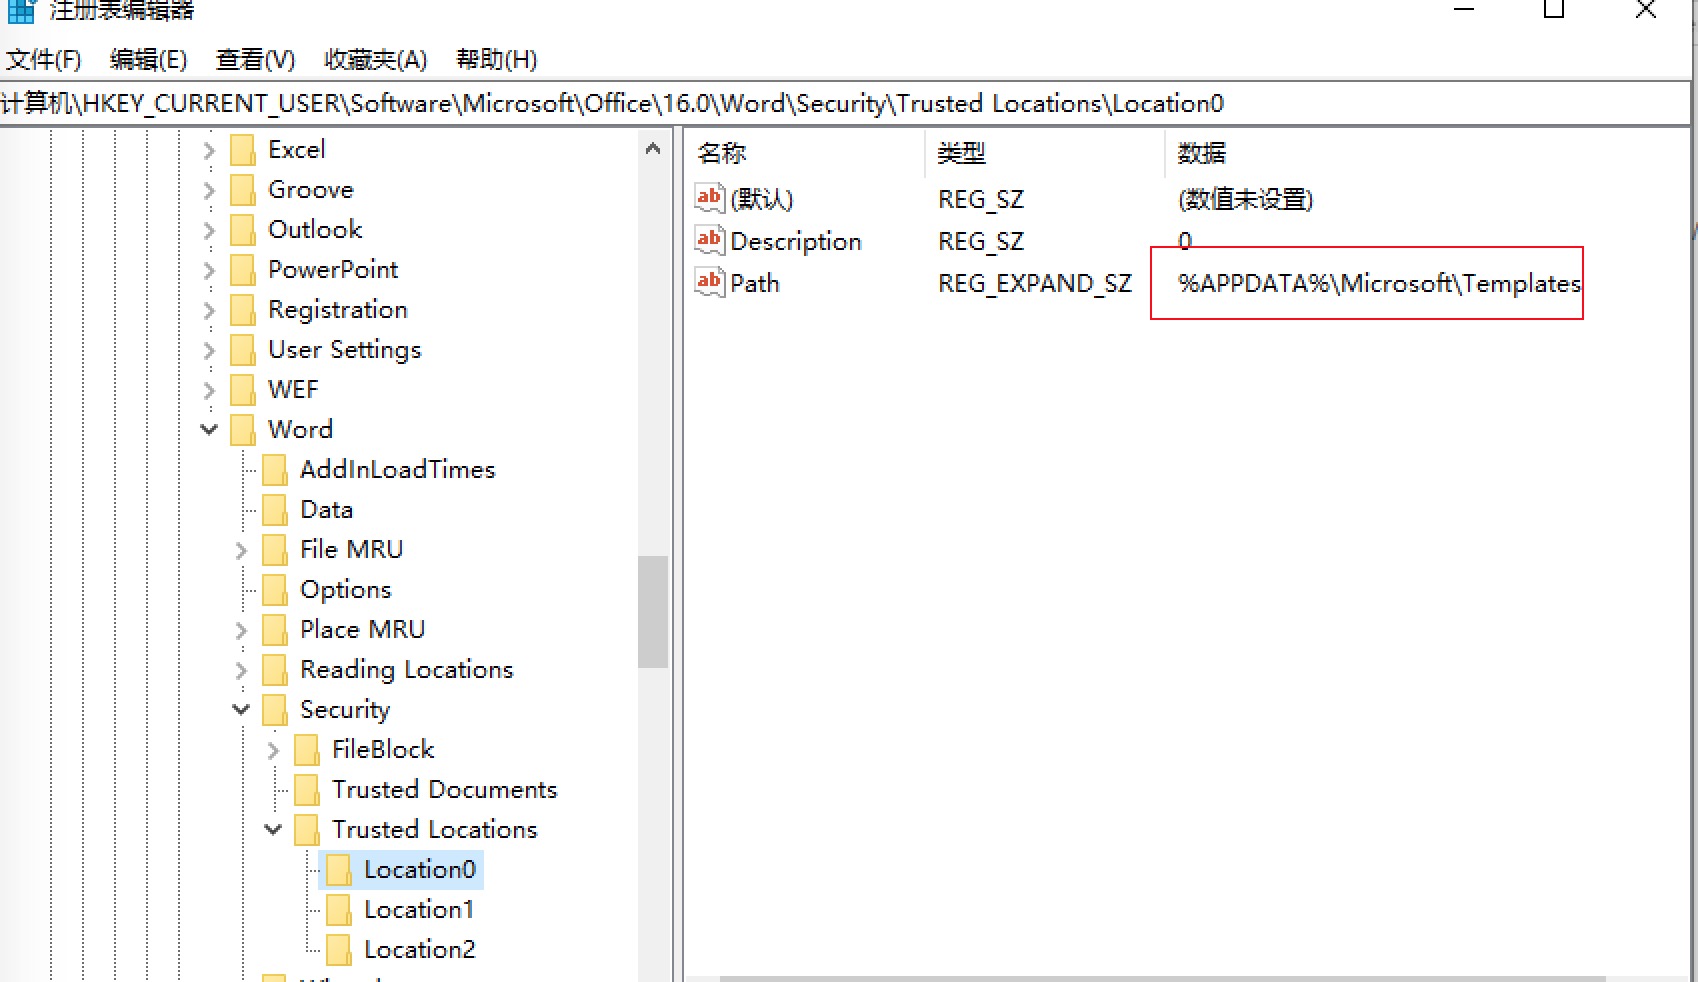 注册表编辑器
文件(F) 编辑(E) 查看(V) 收藏夹(A) 帮助(H)
计算机\HKEY_CURRENT_USER\Software\Microsoft\Office\16.0\Word\Security\Trusted Locations\Location0
Excel
Groove
Outlook
PowerPoint
Registration
User Settings
WEF
Word
AddInLoadTimes
Data
File MRU
Options
Place MRU
Reading Locations
Security
FileBlock
Trusted Documents
Trusted Locations
Location0
Location1
Location2
名称 类型 数据
ab (默认) REG_SZ (数值未设置)
ab Description REG_SZ 0
ab Path REG_EXPAND_SZ %APPDATA%\Microsoft\Templates